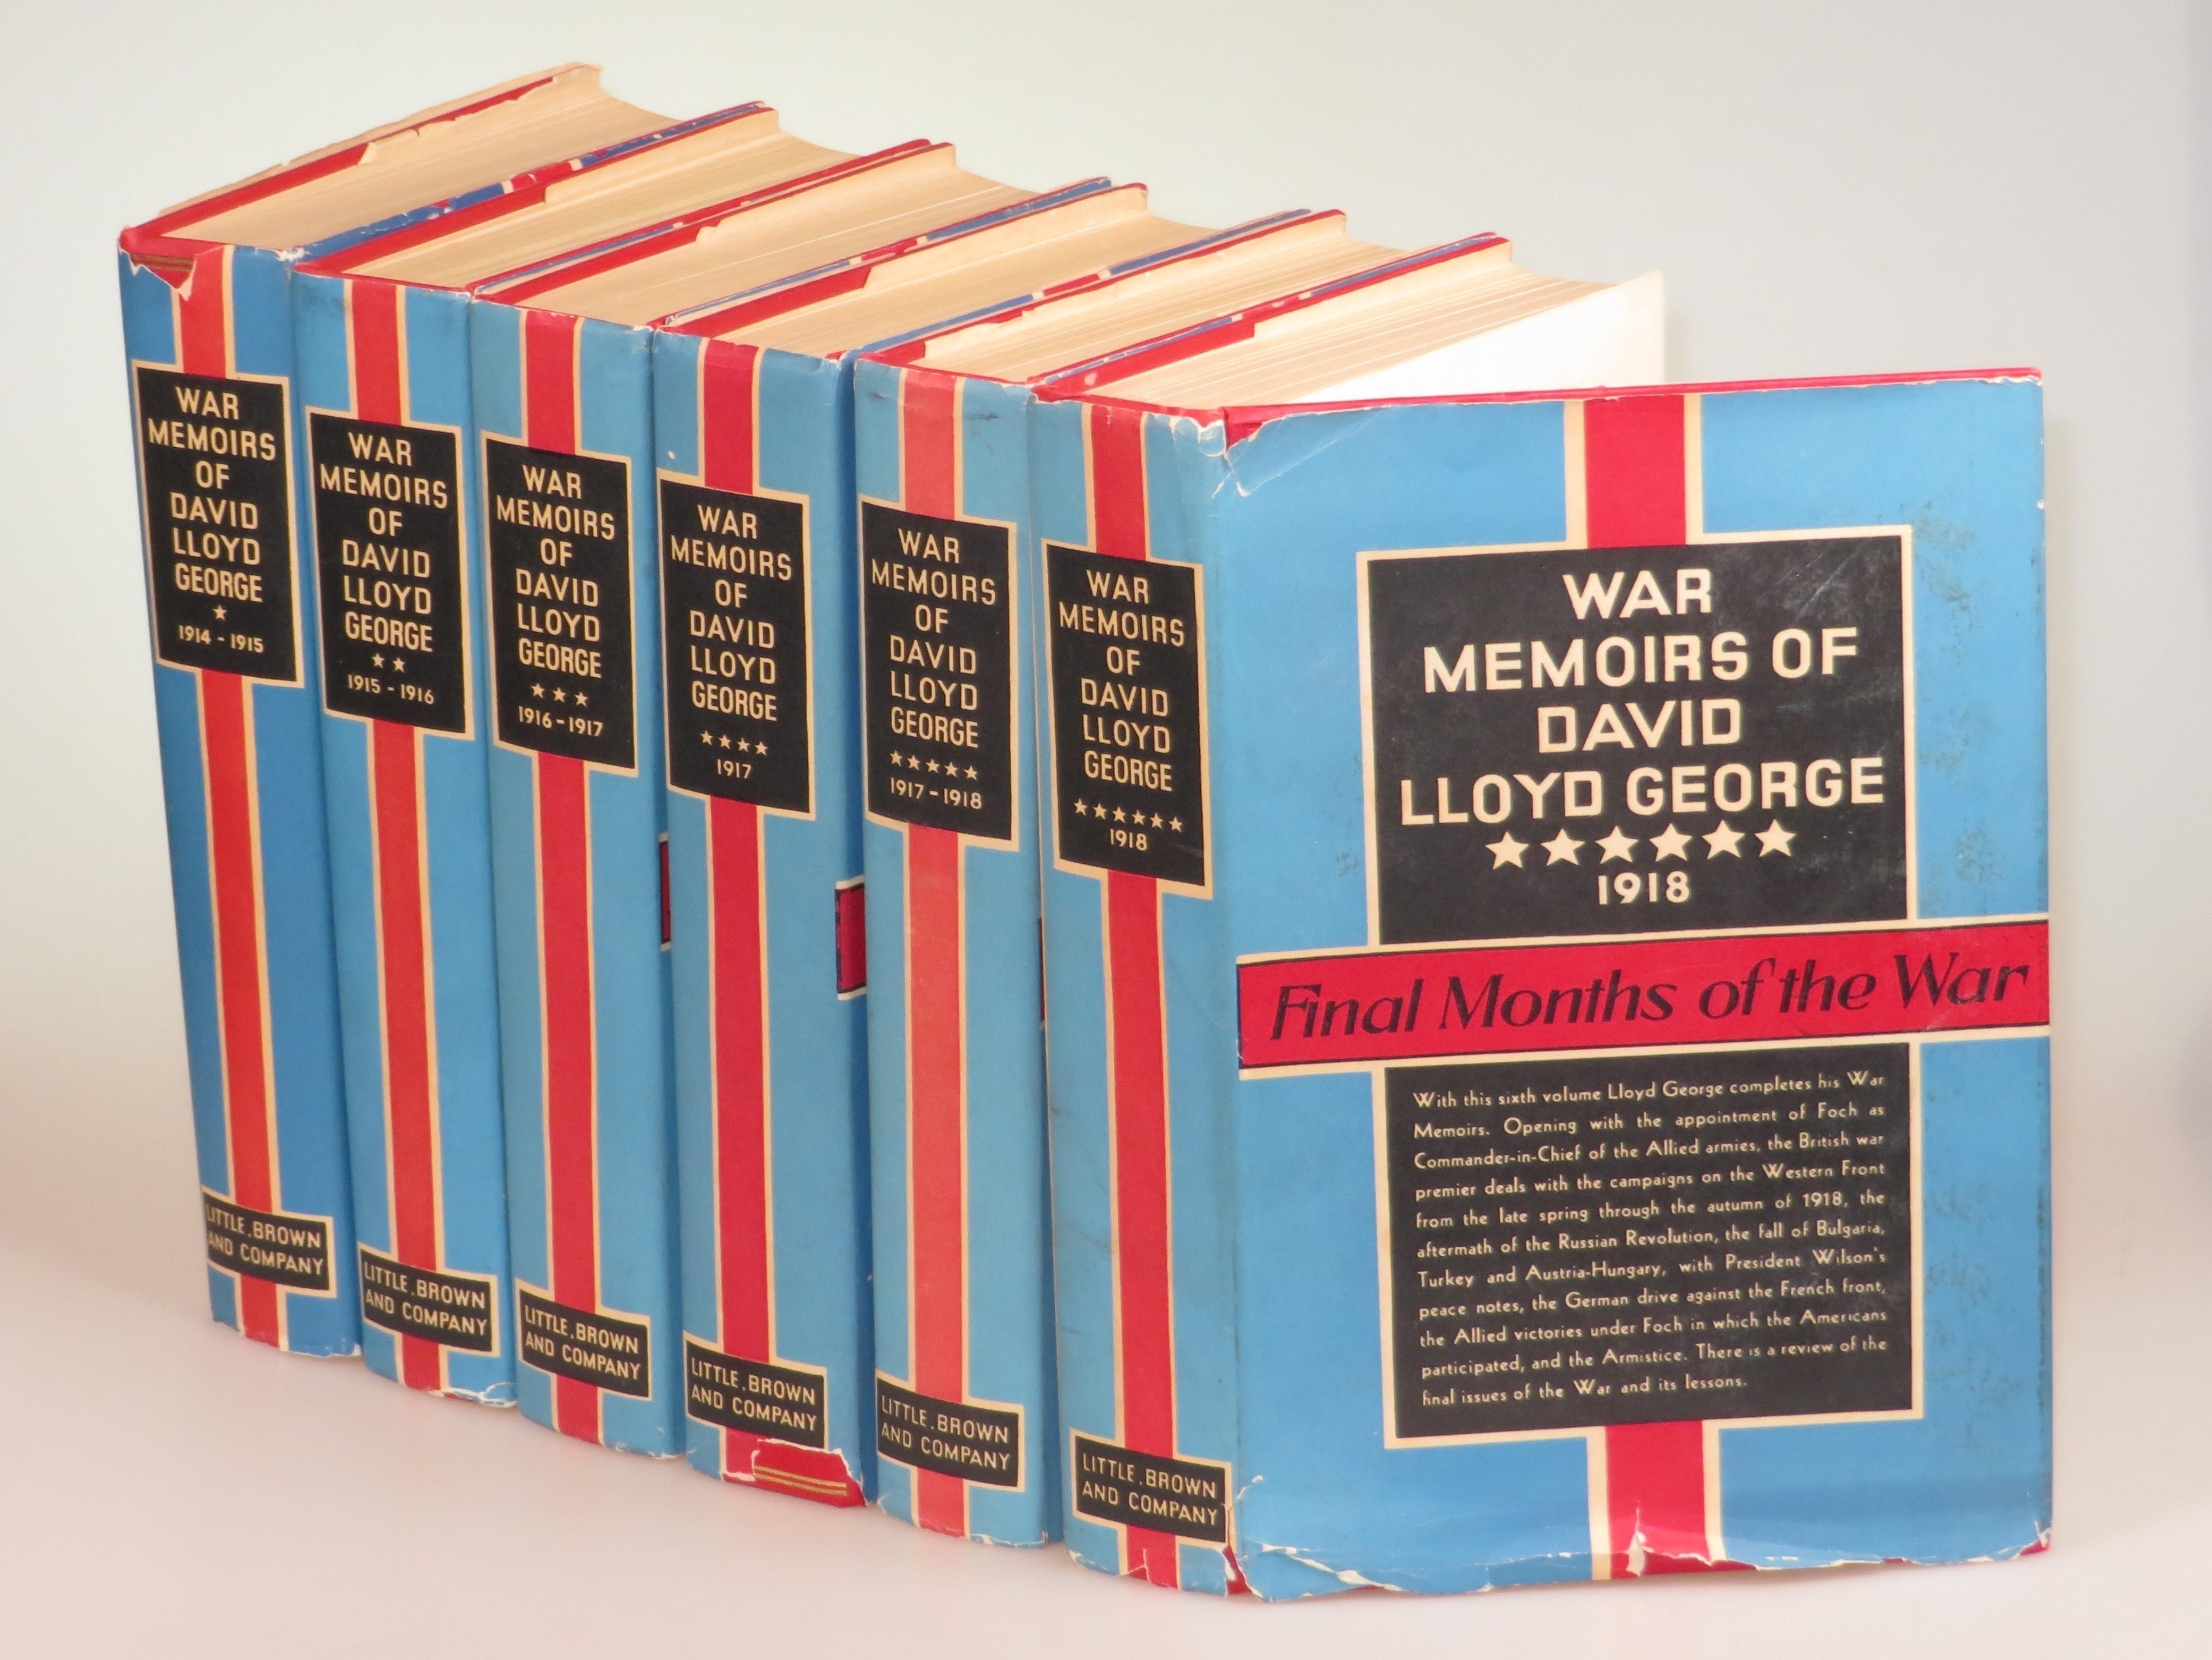 WAR
MEMOIRS
OF
DAVID
LLOYD
GEORGE
★
1914 - 1915
LITTLE, BROWN
AND COMPANY
WAR
MEMOIRS
OF
DAVID
LLOYD
GEORGE
★★
1915 - 1916
LITTLE, BROWN
AND COMPANY
WAR
MEMOIRS
OF
DAVID
LLOYD
GEORGE
★★★
1916 - 1917
LITTLE, BROWN
AND COMPANY
WAR
MEMOIRS
OF
DAVID
LLOYD
GEORGE
★★★★
1917
LITTLE, BROWN
AND COMPANY
WAR
MEMOIRS
OF
DAVID
LLOYD
GEORGE
★★★★★
1917 - 1918
LITTLE, BROWN
AND COMPANY
WAR
MEMOIRS
OF
DAVID
LLOYD
GEORGE
★★★★★★
1918
LITTLE, BROWN
AND COMPANY
WAR
MEMOIRS OF
DAVID
LLOYD GEORGE
★★★★★★
1918
Final Months of the War
With this sixth volume Lloyd George completes his War
Memoirs. Opening with the appointment of Foch as
Commander-in-Chief of the Allied armies, the British war
premier deals with the campaigns on the Western Front
from the late spring through the autumn of 1918, the
aftermath of the Russian Revolution, the fall of Bulgaria,
Turkey and Austria-Hungary, with President Wilson's
peace notes, the German drive against the French front,
the Allied victories under Foch in which the Americans
participated, and the Armistice. There is a review of the
final issues of the War and its lessons.